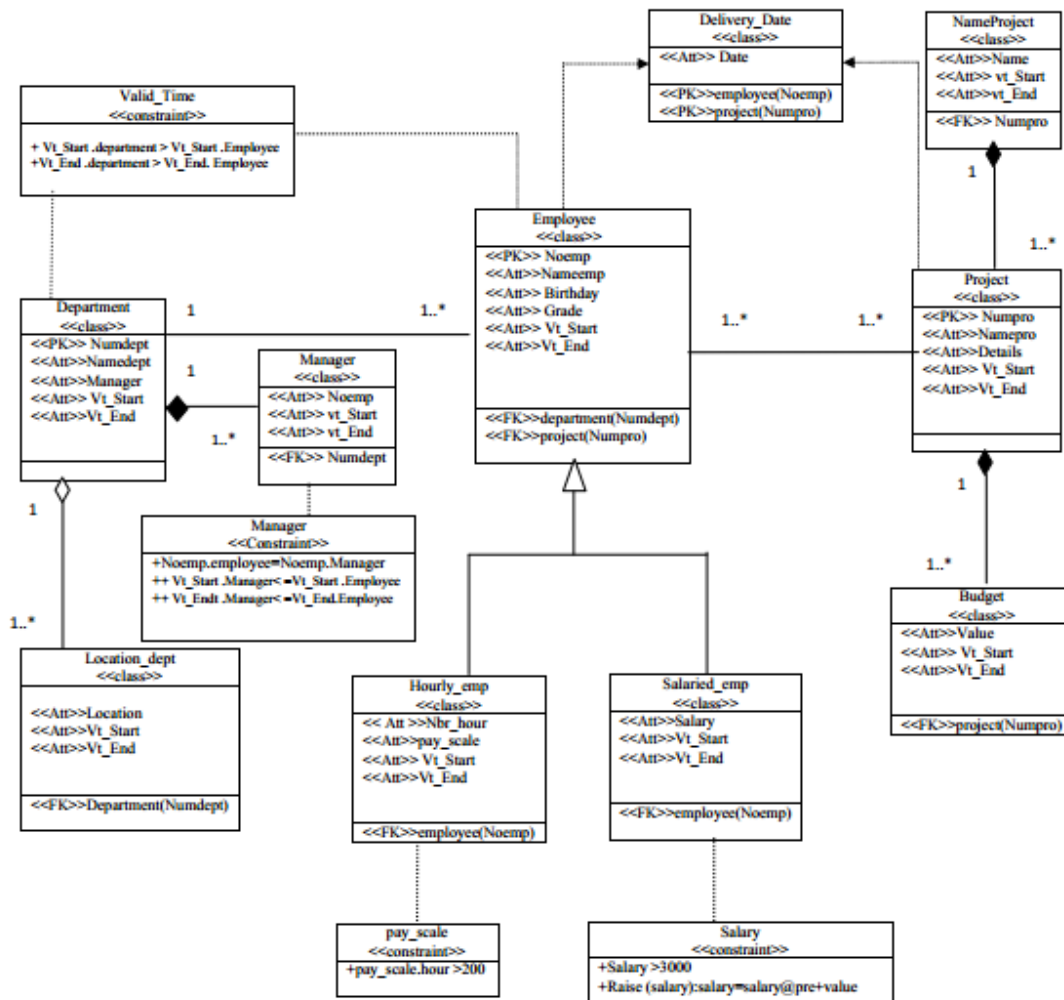 Delivery_Date
<<class>>
<<Att>> Date
<<PK>>employee(Noemp)
<<PK>>project(Numpro)
NameProject
<<class>>
<<Att>>Name
<<Att>> vt_Start
<<Att>>vt_End
<<FK>> Numpro
1
1..*
Valid_Time
<<constraint>>
+ Vt_Start .department > Vt_Start .Employee
+Vt_End .department > Vt_End. Employee
Employee
<<class>>
<<PK>> Noemp
<<Att>>Nameemp
<<Att>> Birthday
<<Att>> Grade
<<Att>> Vt_Start
<<Att>>Vt_End
<<FK>>department(Numdept)
<<FK>>project(Numpro)
Project
<<class>>
<<PK>> Numpro
<<Att>>Namepro
<<Att>>Details
<<Att>> Vt_Start
<<Att>>Vt_End
1..*
1..*
Department
<<class>>
<<PK>> Numdept
<<Att>>Namedept
<<Att>>Manager
<<Att>> Vt_Start
<<Att>>Vt_End
1
1..*
1
1..*
Manager
<<class>>
<<Att>> Noemp
<<Att>> vt_Start
<<Att>> vt_End
<<FK>> Numdept
Manager
<<Constraint>>
+Noemp.employee=Noemp.Manager
++ Vt_Start .Manager< =Vt_Start .Employee
++ Vt_Endt .Manager< =Vt_End.Employee
1
1..*
Location_dept
<<class>>
<<Att>>Location
<<Att>>Vt_Start
<<Att>>Vt_End
<<FK>>Department(Numdept)
Hourly_emp
<<class>>
<< Att >>Nbr_hour
<<Att>>pay_scale
<<Att>> Vt_Start
<<Att>>Vt_End
<<FK>>employee(Noemp)
Salaried_emp
<<class>>
<<Att>>Salary
<<Att>>Vt_Start
<<Att>>Vt_End
<<FK>>employee(Noemp)
1
1..*
Budget
<<class>>
<<Att>>Value
<<Att>> Vt_Start
<<Att>>Vt_End
<<FK>>project(Numpro)
pay_scale
<<constraint>>
+pay_scale.hour >200
Salary
<<constraint>>
+Salary >3000
+Raise (salary):salary=salary@pre+value